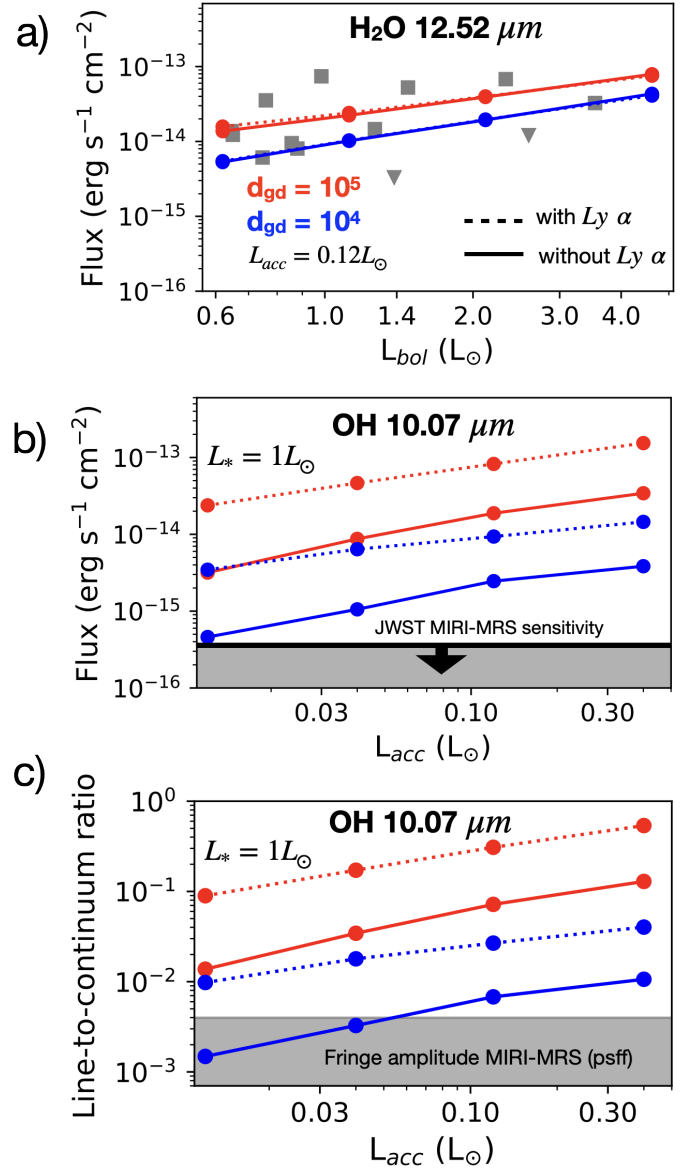 a)
H₂O 12.52 μm
Flux (erg s⁻¹ cm⁻²)
10⁻¹³
10⁻¹⁴
10⁻¹⁵
10⁻¹⁶
d_gd = 10⁵
d_gd = 10⁴
L_acc = 0.12L_⊙
with Ly α
without Ly α
0.6 1.0 1.4 2.0 3.0 4.0
L_bol (L_⊙)
b)
OH 10.07 μm
L_* = 1L_⊙
Flux (erg s⁻¹ cm⁻²)
10⁻¹³
10⁻¹⁴
10⁻¹⁵
10⁻¹⁶
JWST MIRI-MRS sensitivity
0.03 0.10 0.30
L_acc (L_⊙)
c)
OH 10.07 μm
L_* = 1L_⊙
Line-to-continuum ratio
10⁰
10⁻¹
10⁻²
10⁻³
Fringe amplitude MIRI-MRS (psff)
0.03 0.10 0.30
L_acc (L_⊙)